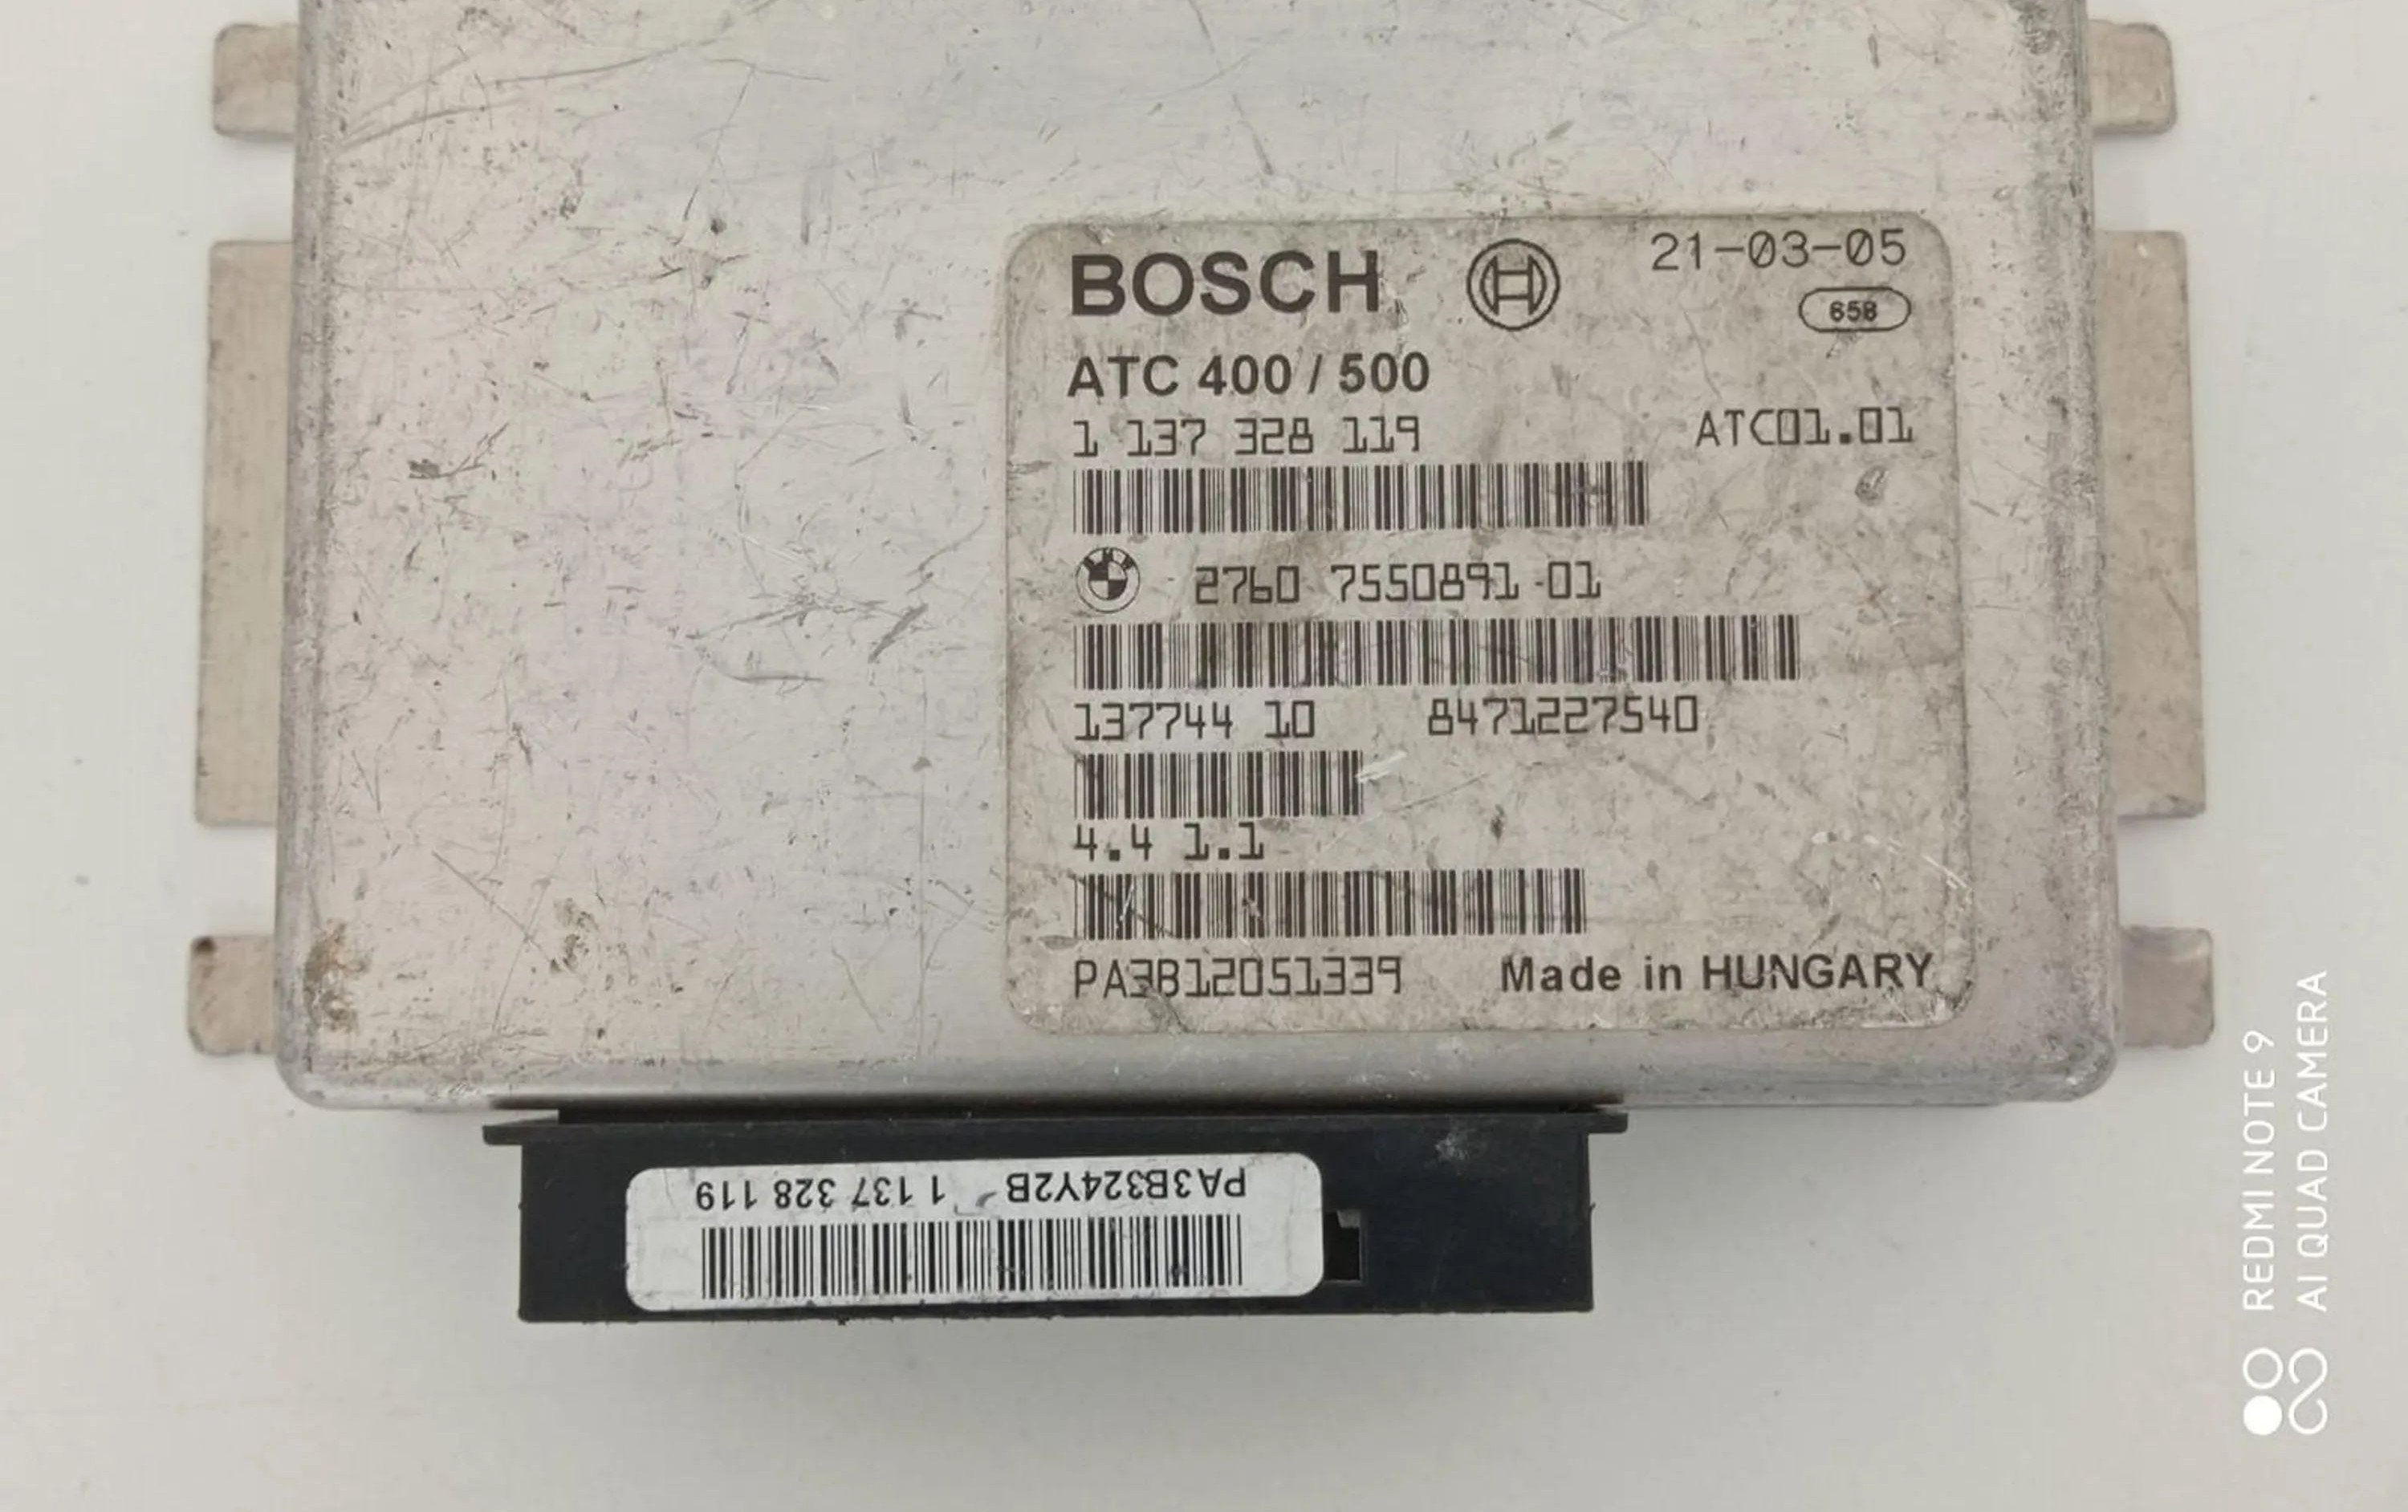 BOSCH 21-03-05
658
ATC 400 / 500
1 137 328 119 ATC01.01
2760 7550891-01
137744 10 8471227540
4.4 1.1
PA3B12051339 Made in HUNGARY
PA3B324Y2B 1 137 328 119
REDMI NOTE 9
AI QUAD CAMERA